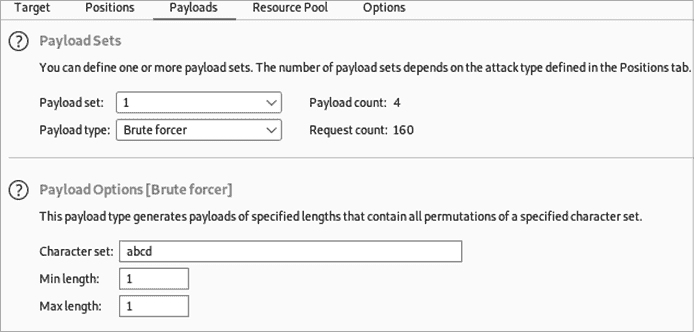 Target Positions Payloads Resource Pool Options
? Payload Sets
You can define one or more payload sets. The number of payload sets depends on the attack type defined in the Positions tab.
Payload set: 1 Payload count: 4
Payload type: Brute forcer Request count: 160
? Payload Options [Brute forcer]
This payload type generates payloads of specified lengths that contain all permutations of a specified character set.
Character set: abcd
Min length: 1
Max length: 1